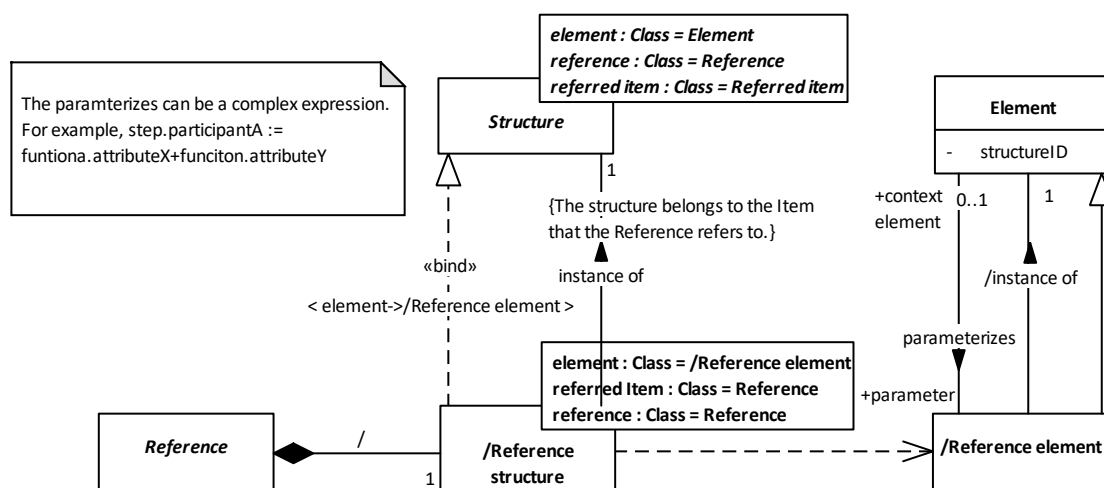 The paramterizes can be a complex expression.
For example, step.participantA :=
funtiona.attributeX+funciton.attributeY
element : Class = Element
reference : Class = Reference
referred item : Class = Referred item
Structure
1
{The structure belongs to the Item
that the Reference refers to.}
«bind»
instance of
< element->/Reference element >
Element
- structureID
+context
element
0..1
1
/instance of
parameterizes
+parameter
element : Class = /Reference element
referred Item : Class = Reference
reference : Class = Reference
Reference
/
1
/Reference
structure
/Reference element